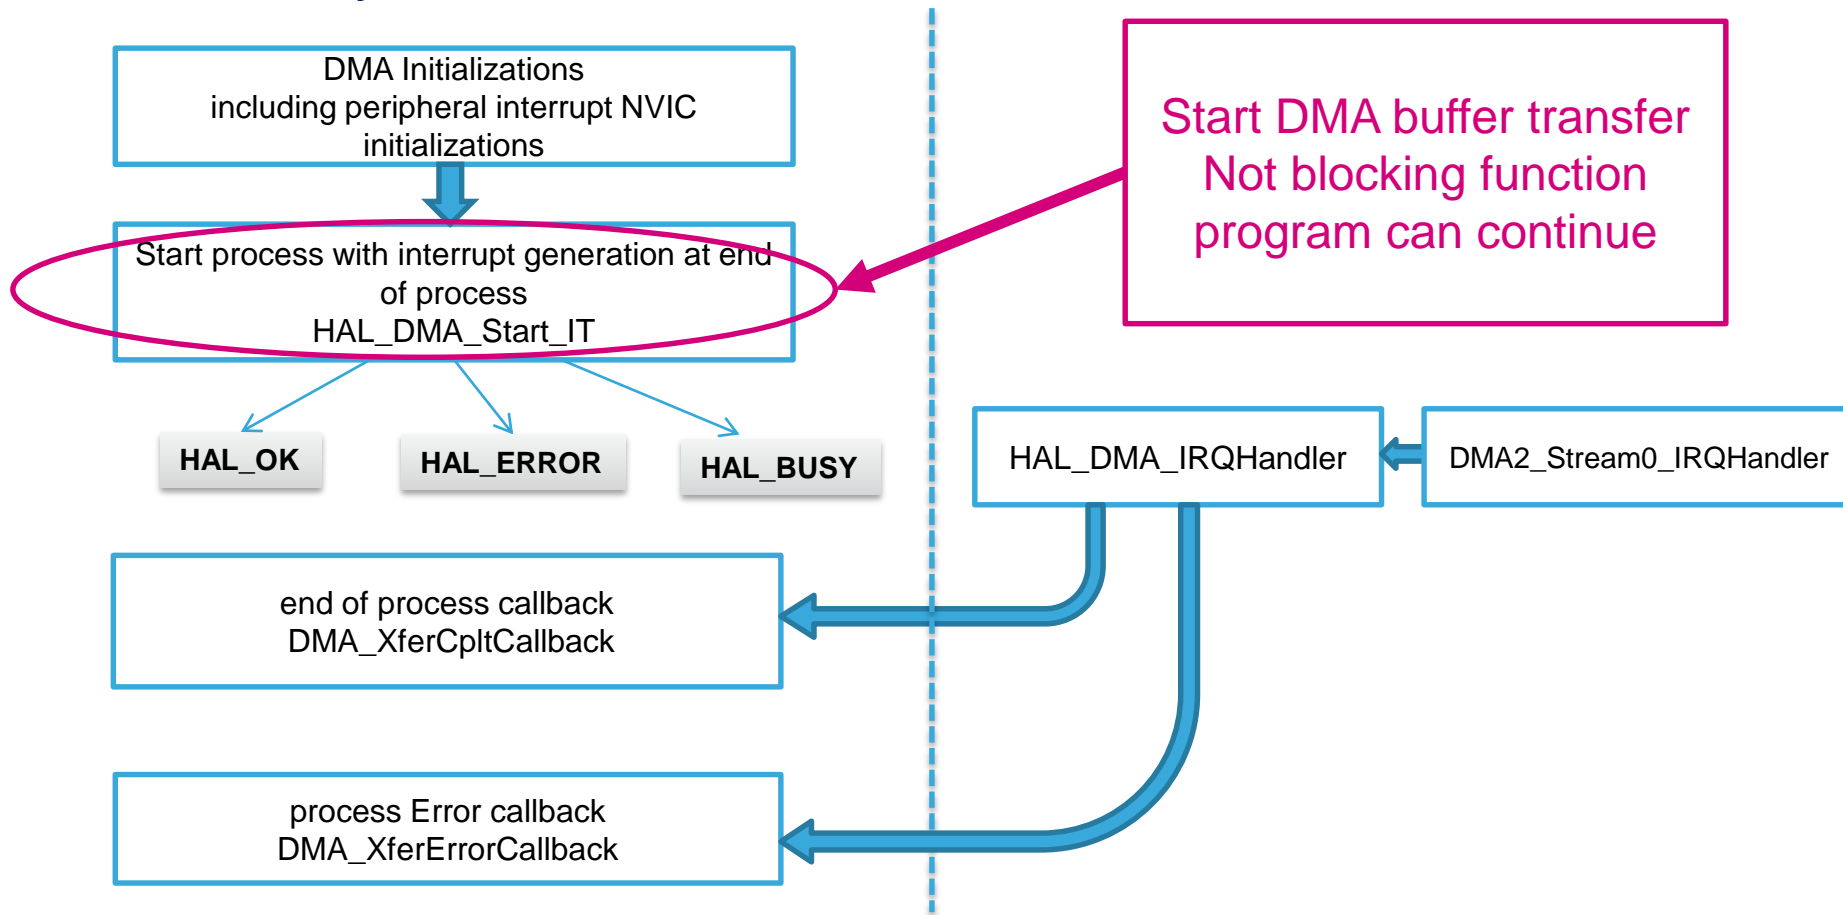 DMA Initializations
including peripheral interrupt NVIC
initializations
Start DMA buffer transfer
Not blocking function
program can continue
Start process with interrupt generation at end
of process
HAL_DMA_Start_IT
HAL_OK
HAL_ERROR
HAL_BUSY
HAL_DMA_IRQHandler
DMA2_Stream0_IRQHandler
end of process callback
DMA_XferCpltCallback
process Error callback
DMA_XferErrorCallback